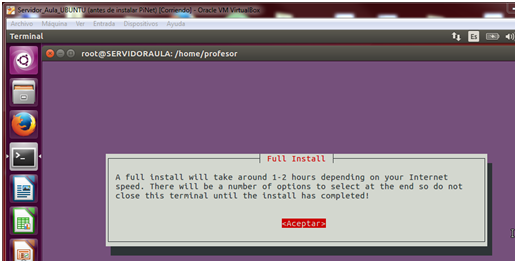 Servidor_Aula_UBUNTU (antes de instalar PiNet) [Corriendo] - Oracle VM VirtualBox
Archivo Máquina Ver Entrada Dispositivos Ayuda
Terminal
Es
root@SERVIDORAULA: /home/profesor
Full Install
A full install will take around 1-2 hours depending on your Internet
speed. There will be a number of options to select at the end so do not
close this terminal until the install has completed!
<Aceptar>